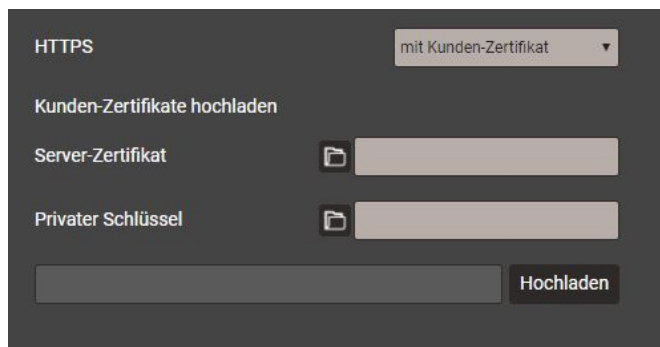 HTTPS mit Kunden-Zertifikat
Kunden-Zertifikate hochladen
Server-Zertifikat
Privater Schlüssel
Hochladen